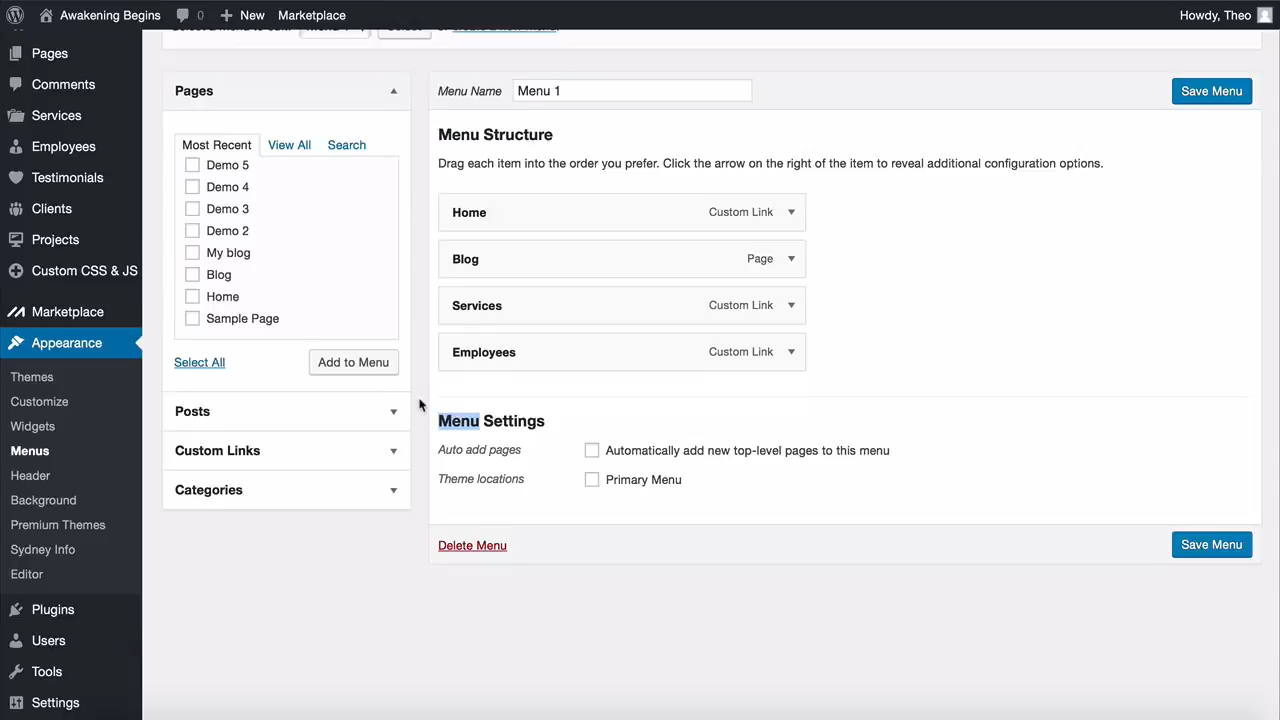 Awakening Begins
0
New
Marketplace
Howdy, Theo
Pages
Comments
Services
Employees
Testimonials
Clients
Projects
Custom CSS & JS
Marketplace
Appearance
Themes
Customize
Widgets
Menus
Header
Background
Premium Themes
Sydney Info
Editor
Plugins
Users
Tools
Settings
Pages
Most Recent View All Search
Demo 5
Demo 4
Demo 3
Demo 2
My blog
Blog
Home
Sample Page
Select All
Add to Menu
Posts
Custom Links
Categories
Menu Name Menu 1
Save Menu
Menu Structure
Drag each item into the order you prefer. Click the arrow on the right of the item to reveal additional configuration options.
Home Custom Link
Blog Page
Services Custom Link
Employees Custom Link
Menu Settings
Auto add pages Automatically add new top-level pages to this menu
Theme locations Primary Menu
Delete Menu
Save Menu